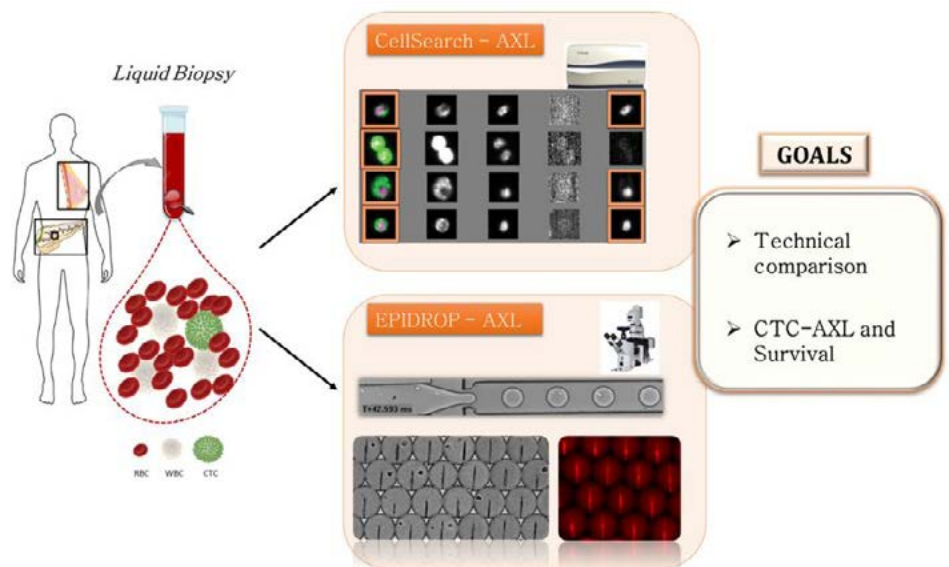 Liquid Biopsy
RBC WBC CTC
CellSearch – AXL
EPIDROP – AXL
T=42.593 ms
GOALS
➢ Technical
comparison
➢ CTC-AXL and
Survival